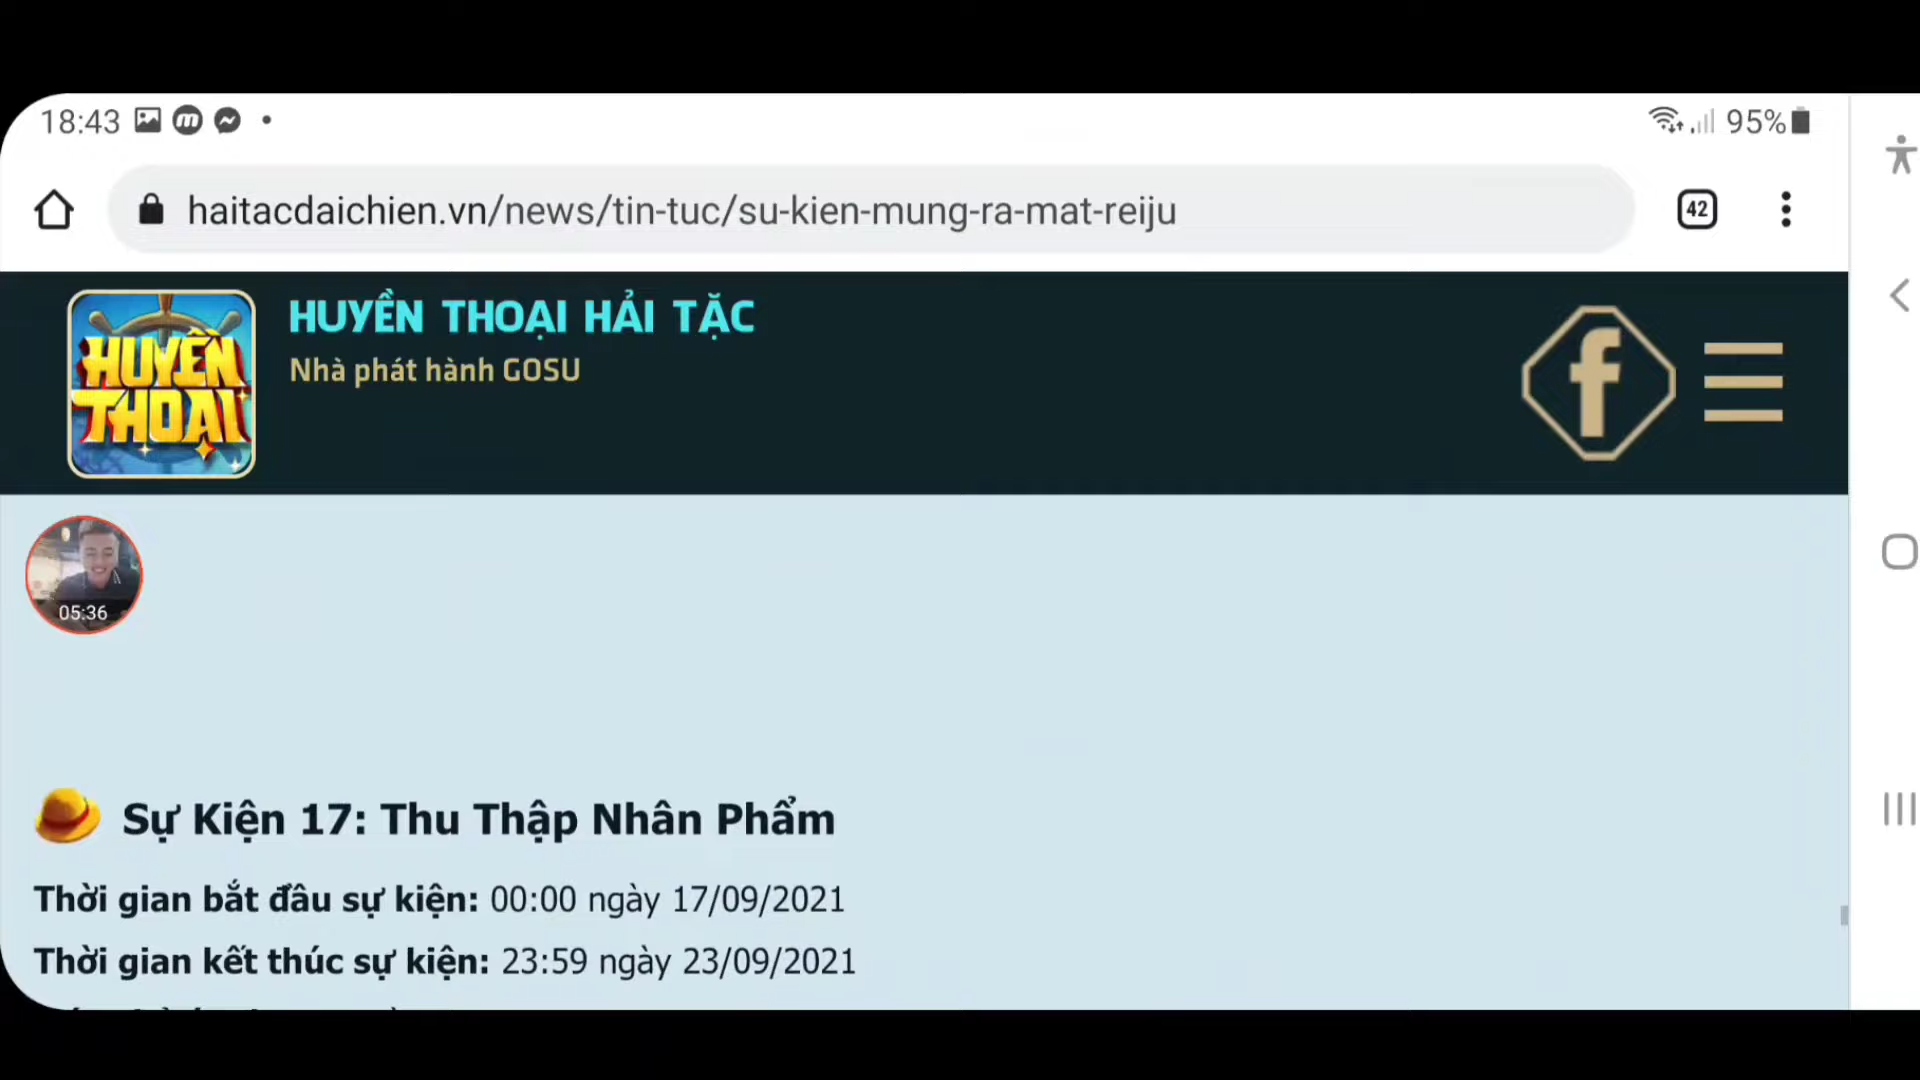 18:43
95%
haitacdaichien.vn/news/tin-tuc/su-kien-mung-ra-mat-reiju
42
HUYỀN THOẠI
HUYỀN THOẠI HẢI TẶC
Nhà phát hành GOSU
05:36
Sự Kiện 17: Thu Thập Nhân Phẩm
Thời gian bắt đầu sự kiện: 00:00 ngày 17/09/2021
Thời gian kết thúc sự kiện: 23:59 ngày 23/09/2021